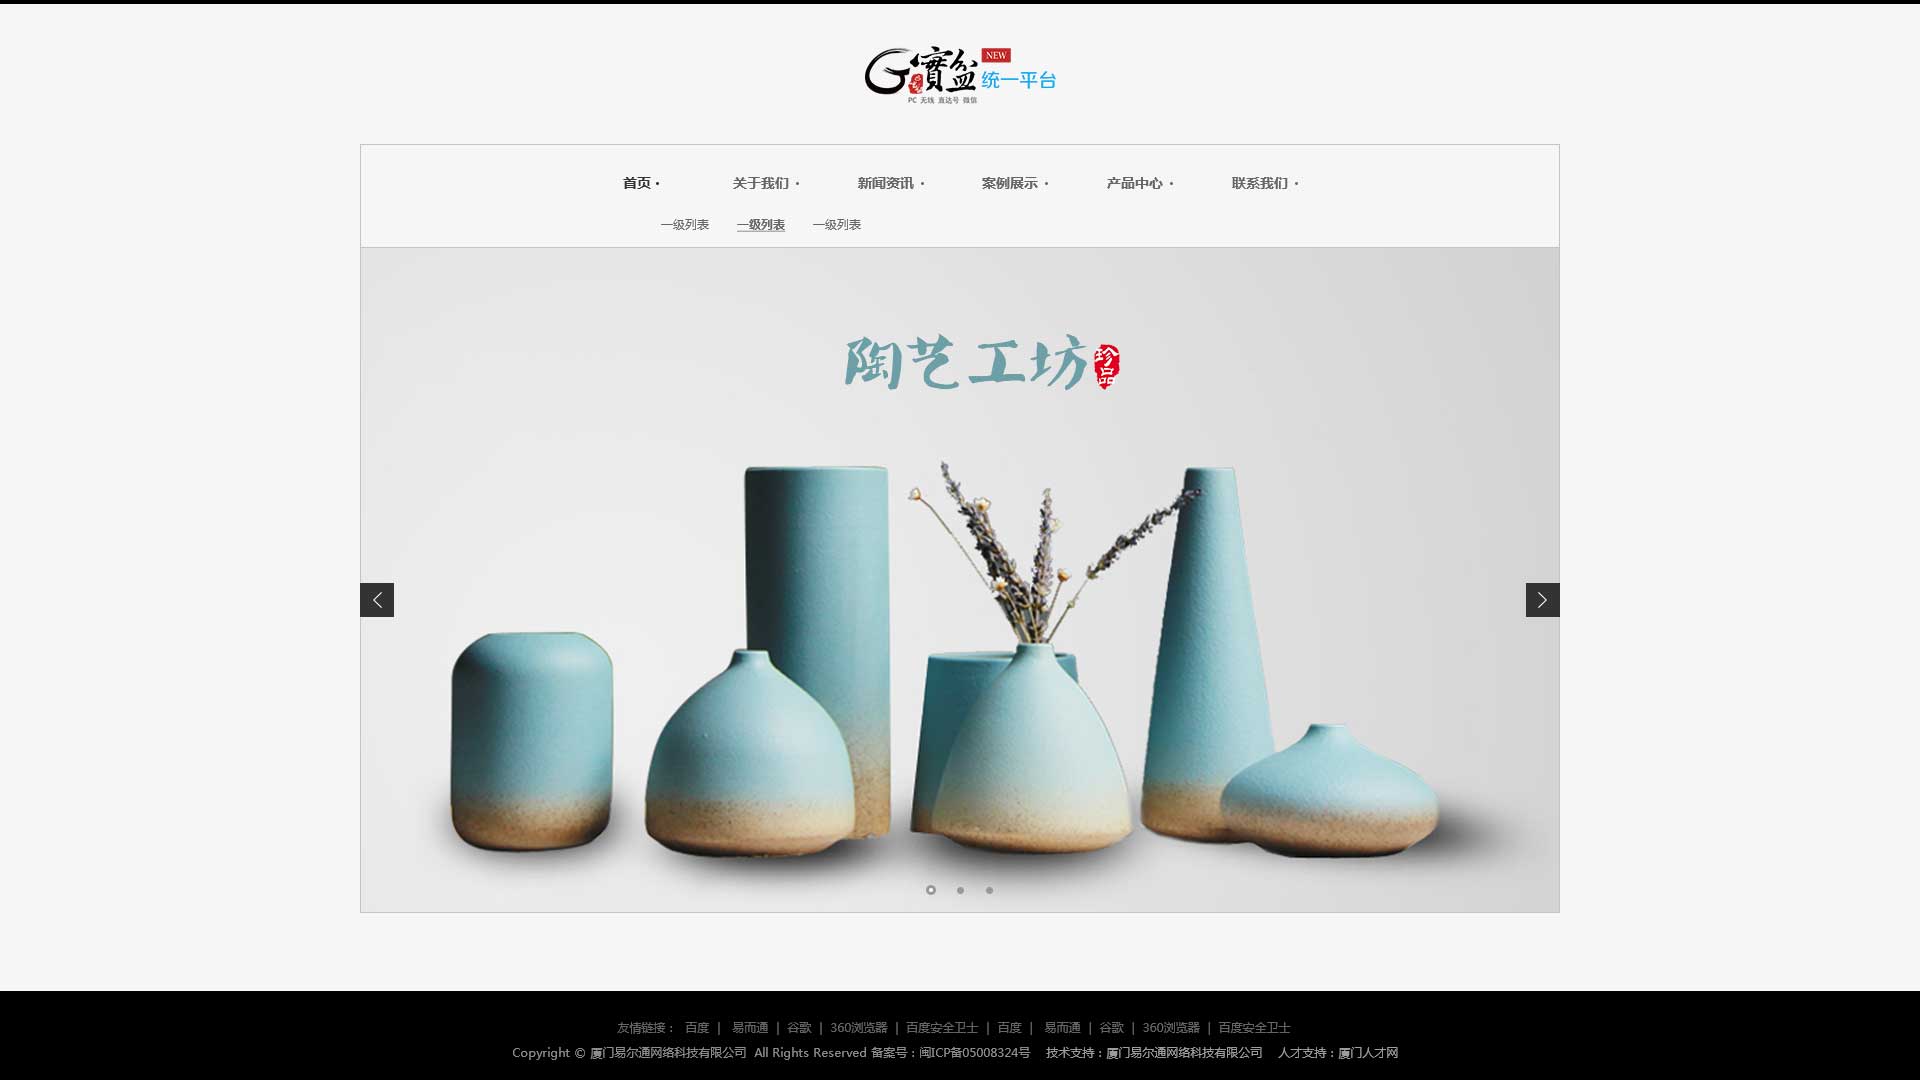 寳盆 NEW
统一平台
PC 无线 直达号 微信
首页 · 关于我们 · 新闻资讯 · 案例展示 · 产品中心 · 联系我们 ·
一级列表 一级列表 一级列表
陶艺工坊 珍品
友情链接： 百度 | 易而通 | 谷歌 | 360浏览器 | 百度安全卫士 | 百度 | 易而通 | 谷歌 | 360浏览器 | 百度安全卫士
Copyright © 厦门易尔通网络科技有限公司 All Rights Reserved 备案号：闽ICP备05008324号 技术支持：厦门易尔通网络科技有限公司 人才支持：厦门人才网